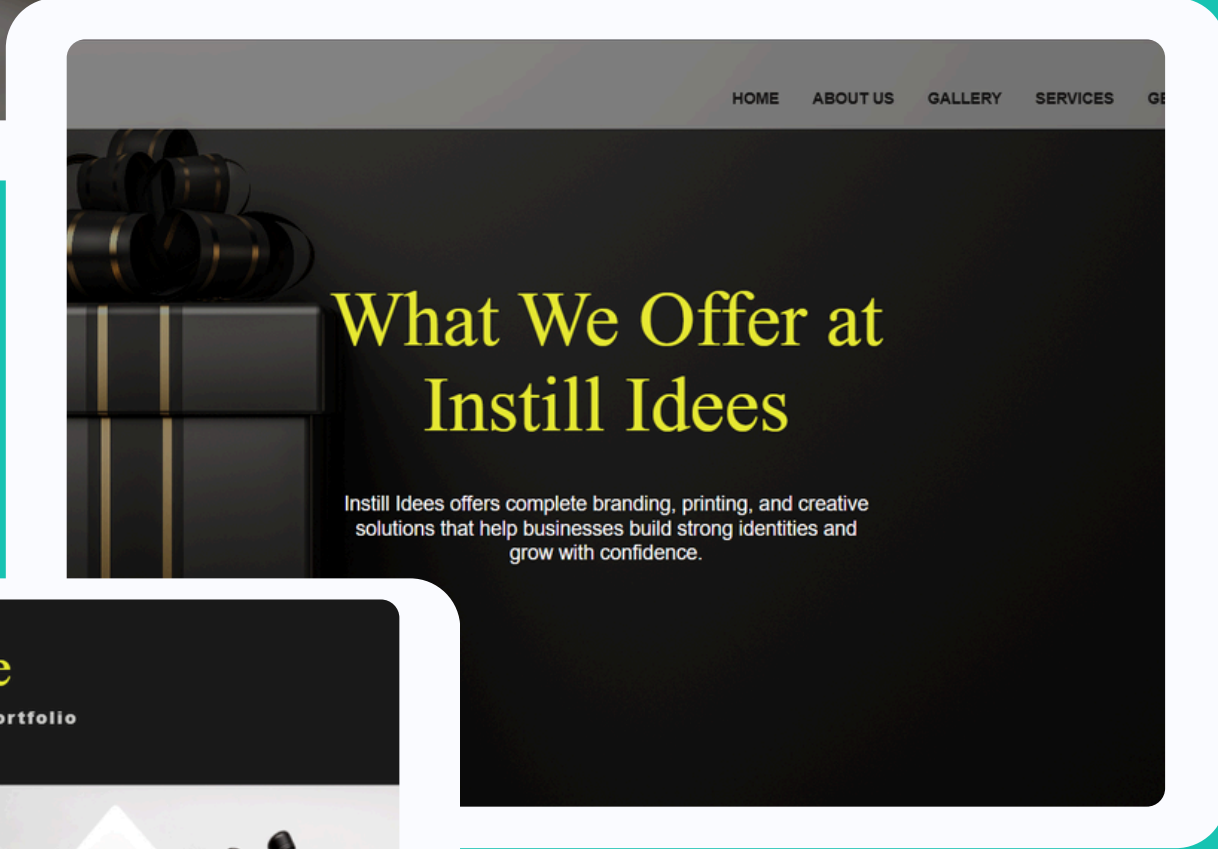 HOME ABOUT US GALLERY SERVICES
What We Offer at
Instill Idees
Instill Idees offers complete branding, printing, and creative
solutions that help businesses build strong identities and
grow with confidence.